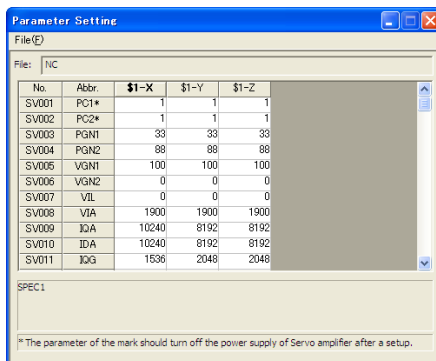 Parameter Setting
File(F)
File: NC
No. Abbr. $1-X $1-Y $1-Z
SV001 PC1* 1 1 1
SV002 PC2* 1 1 1
SV003 PGN1 33 33 33
SV004 PGN2 88 88 88
SV005 VGN1 100 100 100
SV006 VGN2 0 0 0
SV007 VIL 0 0 0
SV008 VIA 1900 1900 1900
SV009 IQA 10240 8192 8192
SV010 IDA 10240 8192 8192
SV011 IQG 1536 2048 2048
SPEC1
* The parameter of the mark should turn off the power supply of Servo amplifier after a setup.